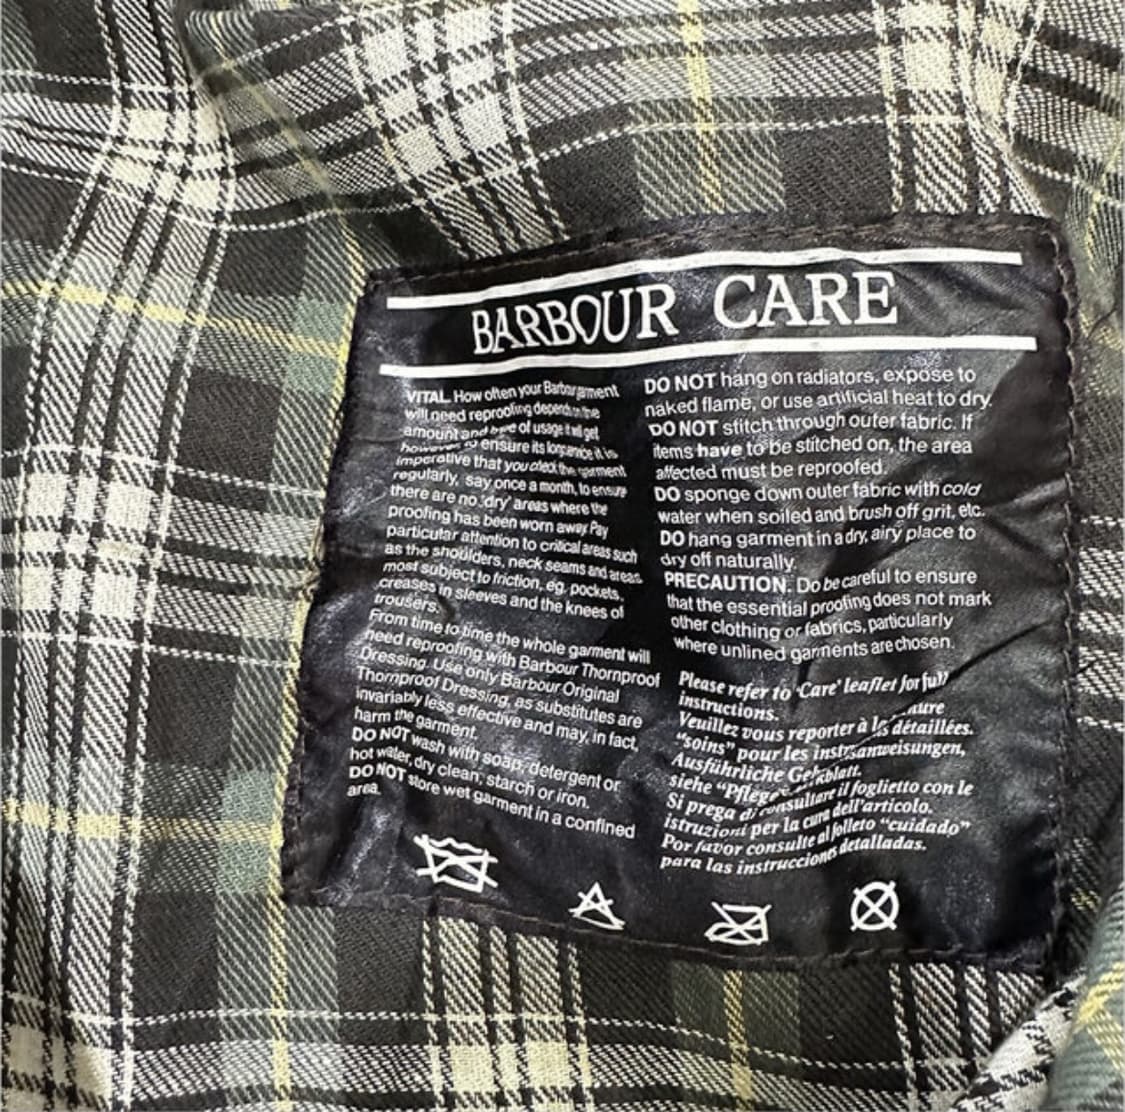 BARBOUR CARE
VITAL. How often your Barbour garment
will need reproofing depends on the
amount and type of usage it will get
however to ensure its longevity it is
imperative that you check the garment
regularly, say once a month, to ensure
there are no 'dry' areas where the
proofing has been worn away. Pay
particular attention to critical areas such
as the shoulders, neck seams and areas
most subject to friction, eg. pockets,
creases in sleeves and the knees of
trousers.
From time to time the whole garment will
need reproofing with Barbour Thornproof
Dressing. Use only Barbour Original
Thornproof Dressing, as substitutes are
invariably less effective and may, in fact,
harm the garment.
DO NOT wash with soap, detergent or
hot water, dry clean, starch or iron.
DO NOT store wet garment in a confined
area.
DO NOT hang on radiators, expose to
naked flame, or use artificial heat to dry.
DO NOT stitch through outer fabric. If
items have to be stitched on, the area
affected must be reproofed.
DO sponge down outer fabric with cold
water when soiled and brush off grit, etc.
DO hang garment in a dry, airy place to
dry off naturally.
PRECAUTION. Do be careful to ensure
that the essential proofing does not mark
other clothing or fabrics, particularly
where unlined garments are chosen.
Please refer to 'Care' leaflet for full
instructions.
Veuillez vous reporter à la
"soins" pour les détaillées.
Ausführliche
siehe
Si prega di consultare il foglietto con le
istruzioni per la cura dell'articolo.
Por favor consulte al folleto "cuidado"
para las instrucciones detalladas.